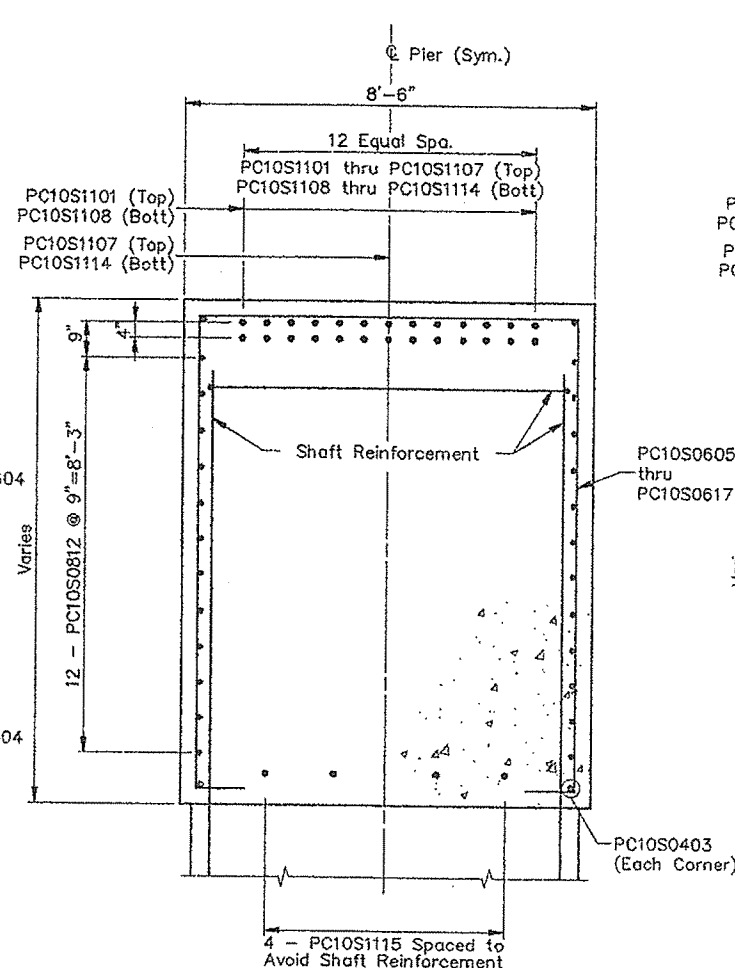 ℄ Pier (Sym.)
8'-6"
12 Equal Spa.
PC10S1101 thru PC10S1107 (Top)
PC10S1108 thru PC10S1114 (Bott)
PC10S1101 (Top)
PC10S1108 (Bott)
PC10S1107 (Top)
PC10S1114 (Bott)
9"
4"
Shaft Reinforcement
12 - PC10S0812 @ 9"=8'-3"
Varies
PC10S0605
thru
PC10S0617
PC10S0403
(Each Corner)
4 - PC10S1115 Spaced to
Avoid Shaft Reinforcement